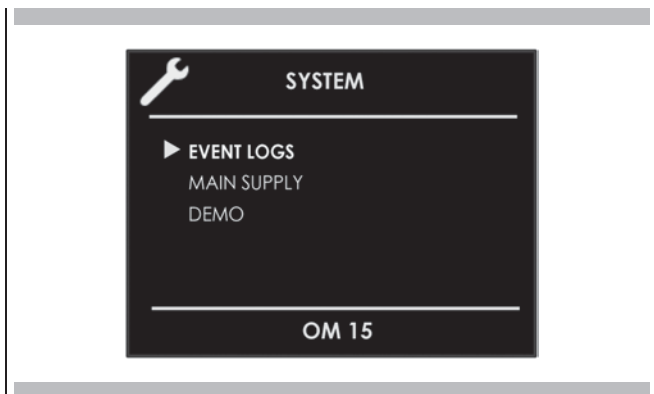 SYSTEM
EVENT LOGS
MAIN SUPPLY
DEMO
OM 15